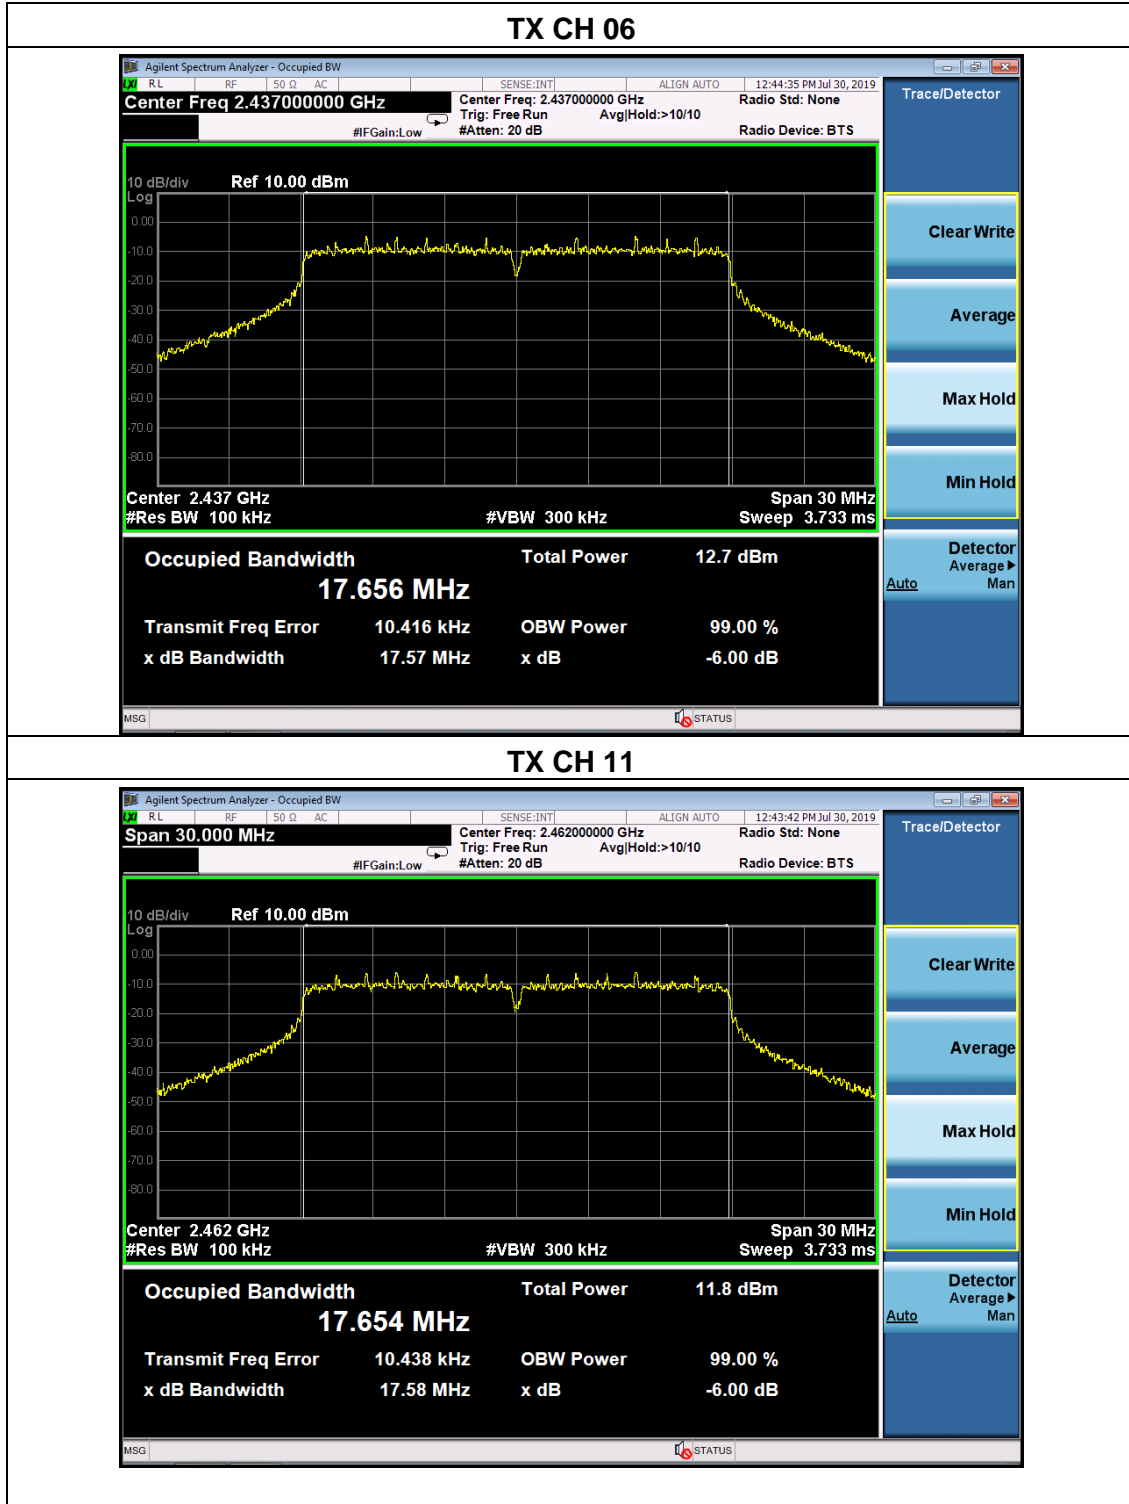 TX CH 06
Agilent Spectrum Analyzer - Occupied BW
LXI RL RF 50 Ω AC SENSE:INT ALIGN AUTO 12:44:35 PM Jul 30, 2019
Center Freq 2.437000000 GHz Center Freq: 2.437000000 GHz Radio Std: None
Trig: Free Run Avg|Hold:>10/10
#IFGain:Low #Atten: 20 dB Radio Device: BTS
Trace/Detector
10 dB/div Ref 10.00 dBm
Log
0.00
-10.0
-20.0
-30.0
-40.0
-50.0
-60.0
-70.0
-80.0
Center 2.437 GHz Span 30 MHz
#Res BW 100 kHz #VBW 300 kHz Sweep 3.733 ms
Clear Write
Average
Max Hold
Min Hold
Detector
Average
Auto Man
Occupied Bandwidth Total Power 12.7 dBm
17.656 MHz
Transmit Freq Error 10.416 kHz OBW Power 99.00 %
x dB Bandwidth 17.57 MHz x dB -6.00 dB
MSG STATUS
TX CH 11
Agilent Spectrum Analyzer - Occupied BW
LXI RL RF 50 Ω AC SENSE:INT ALIGN AUTO 12:43:42 PM Jul 30, 2019
Span 30.000 MHz Center Freq: 2.462000000 GHz Radio Std: None
Trig: Free Run Avg|Hold:>10/10
#IFGain:Low #Atten: 20 dB Radio Device: BTS
Trace/Detector
10 dB/div Ref 10.00 dBm
Log
0.00
-10.0
-20.0
-30.0
-40.0
-50.0
-60.0
-70.0
-80.0
Center 2.462 GHz Span 30 MHz
#Res BW 100 kHz #VBW 300 kHz Sweep 3.733 ms
Clear Write
Average
Max Hold
Min Hold
Detector
Average
Auto Man
Occupied Bandwidth Total Power 11.8 dBm
17.654 MHz
Transmit Freq Error 10.438 kHz OBW Power 99.00 %
x dB Bandwidth 17.58 MHz x dB -6.00 dB
MSG STATUS